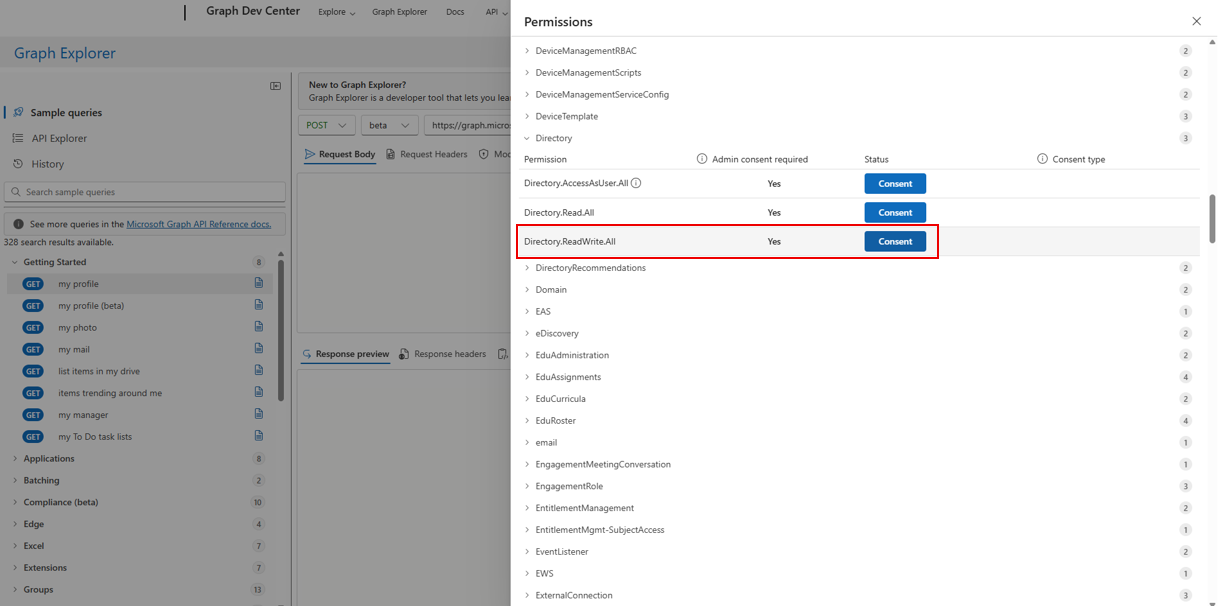 Graph Dev Center
Explore
Graph Explorer
Docs
API
Graph Explorer
Sample queries
API Explorer
History
Search sample queries
See more queries in the Microsoft Graph API Reference docs.
328 search results available.
Getting Started 8
GET my profile
GET my profile (beta)
GET my photo
GET my mail
GET list items in my drive
GET items trending around me
GET my manager
GET my To Do task lists
Applications 8
Batching 2
Compliance (beta) 10
Edge 4
Excel 7
Extensions 7
Groups 13
New to Graph Explorer?
Graph Explorer is a developer tool that lets you
POST beta https://graph.micros
Request Body Request Headers
Response preview Response headers
Permissions
DeviceManagementRBAC 2
DeviceManagementScripts 2
DeviceManagementServiceConfig 2
DeviceTemplate 3
Directory 3
Permission Admin consent required Status Consent type
Directory.AccessAsUser.All Yes Consent
Directory.Read.All Yes Consent
Directory.ReadWrite.All Yes Consent
DirectoryRecommendations 2
Domain 2
EAS 1
eDiscovery 2
EduAdministration 2
EduAssignments 4
EduCurricula 2
EduRoster 4
email 1
EngagementMeetingConversation 1
EngagementRole 3
EntitlementManagement 2
EntitlementMgmt-SubjectAccess 1
EventListener 2
EWS 1
ExternalConnection 3